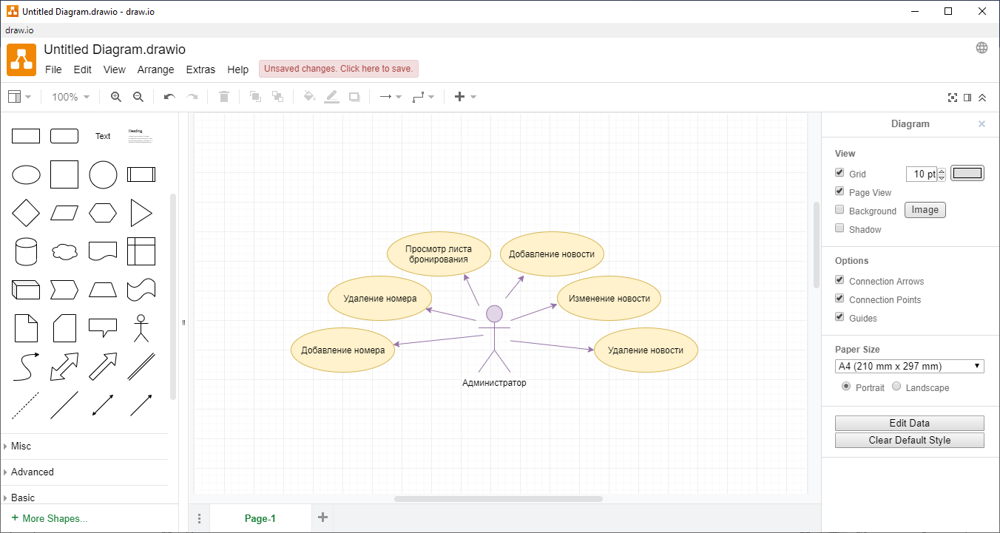 Untitled Diagram.drawio - draw.io
draw.io
Untitled Diagram.drawio
File Edit View Arrange Extras Help Unsaved changes. Click here to save.
100%
Text
Heading
Misc
Advanced
Basic
+ More Shapes...
Просмотр листа
бронирования
Добавление новости
Удаление номера
Изменение новости
Добавление номера
Удаление новости
Администратор
Page-1
Diagram
View
Grid 10 pt
Page View
Background Image
Shadow
Options
Connection Arrows
Connection Points
Guides
Paper Size
A4 (210 mm x 297 mm)
Portrait Landscape
Edit Data
Clear Default Style